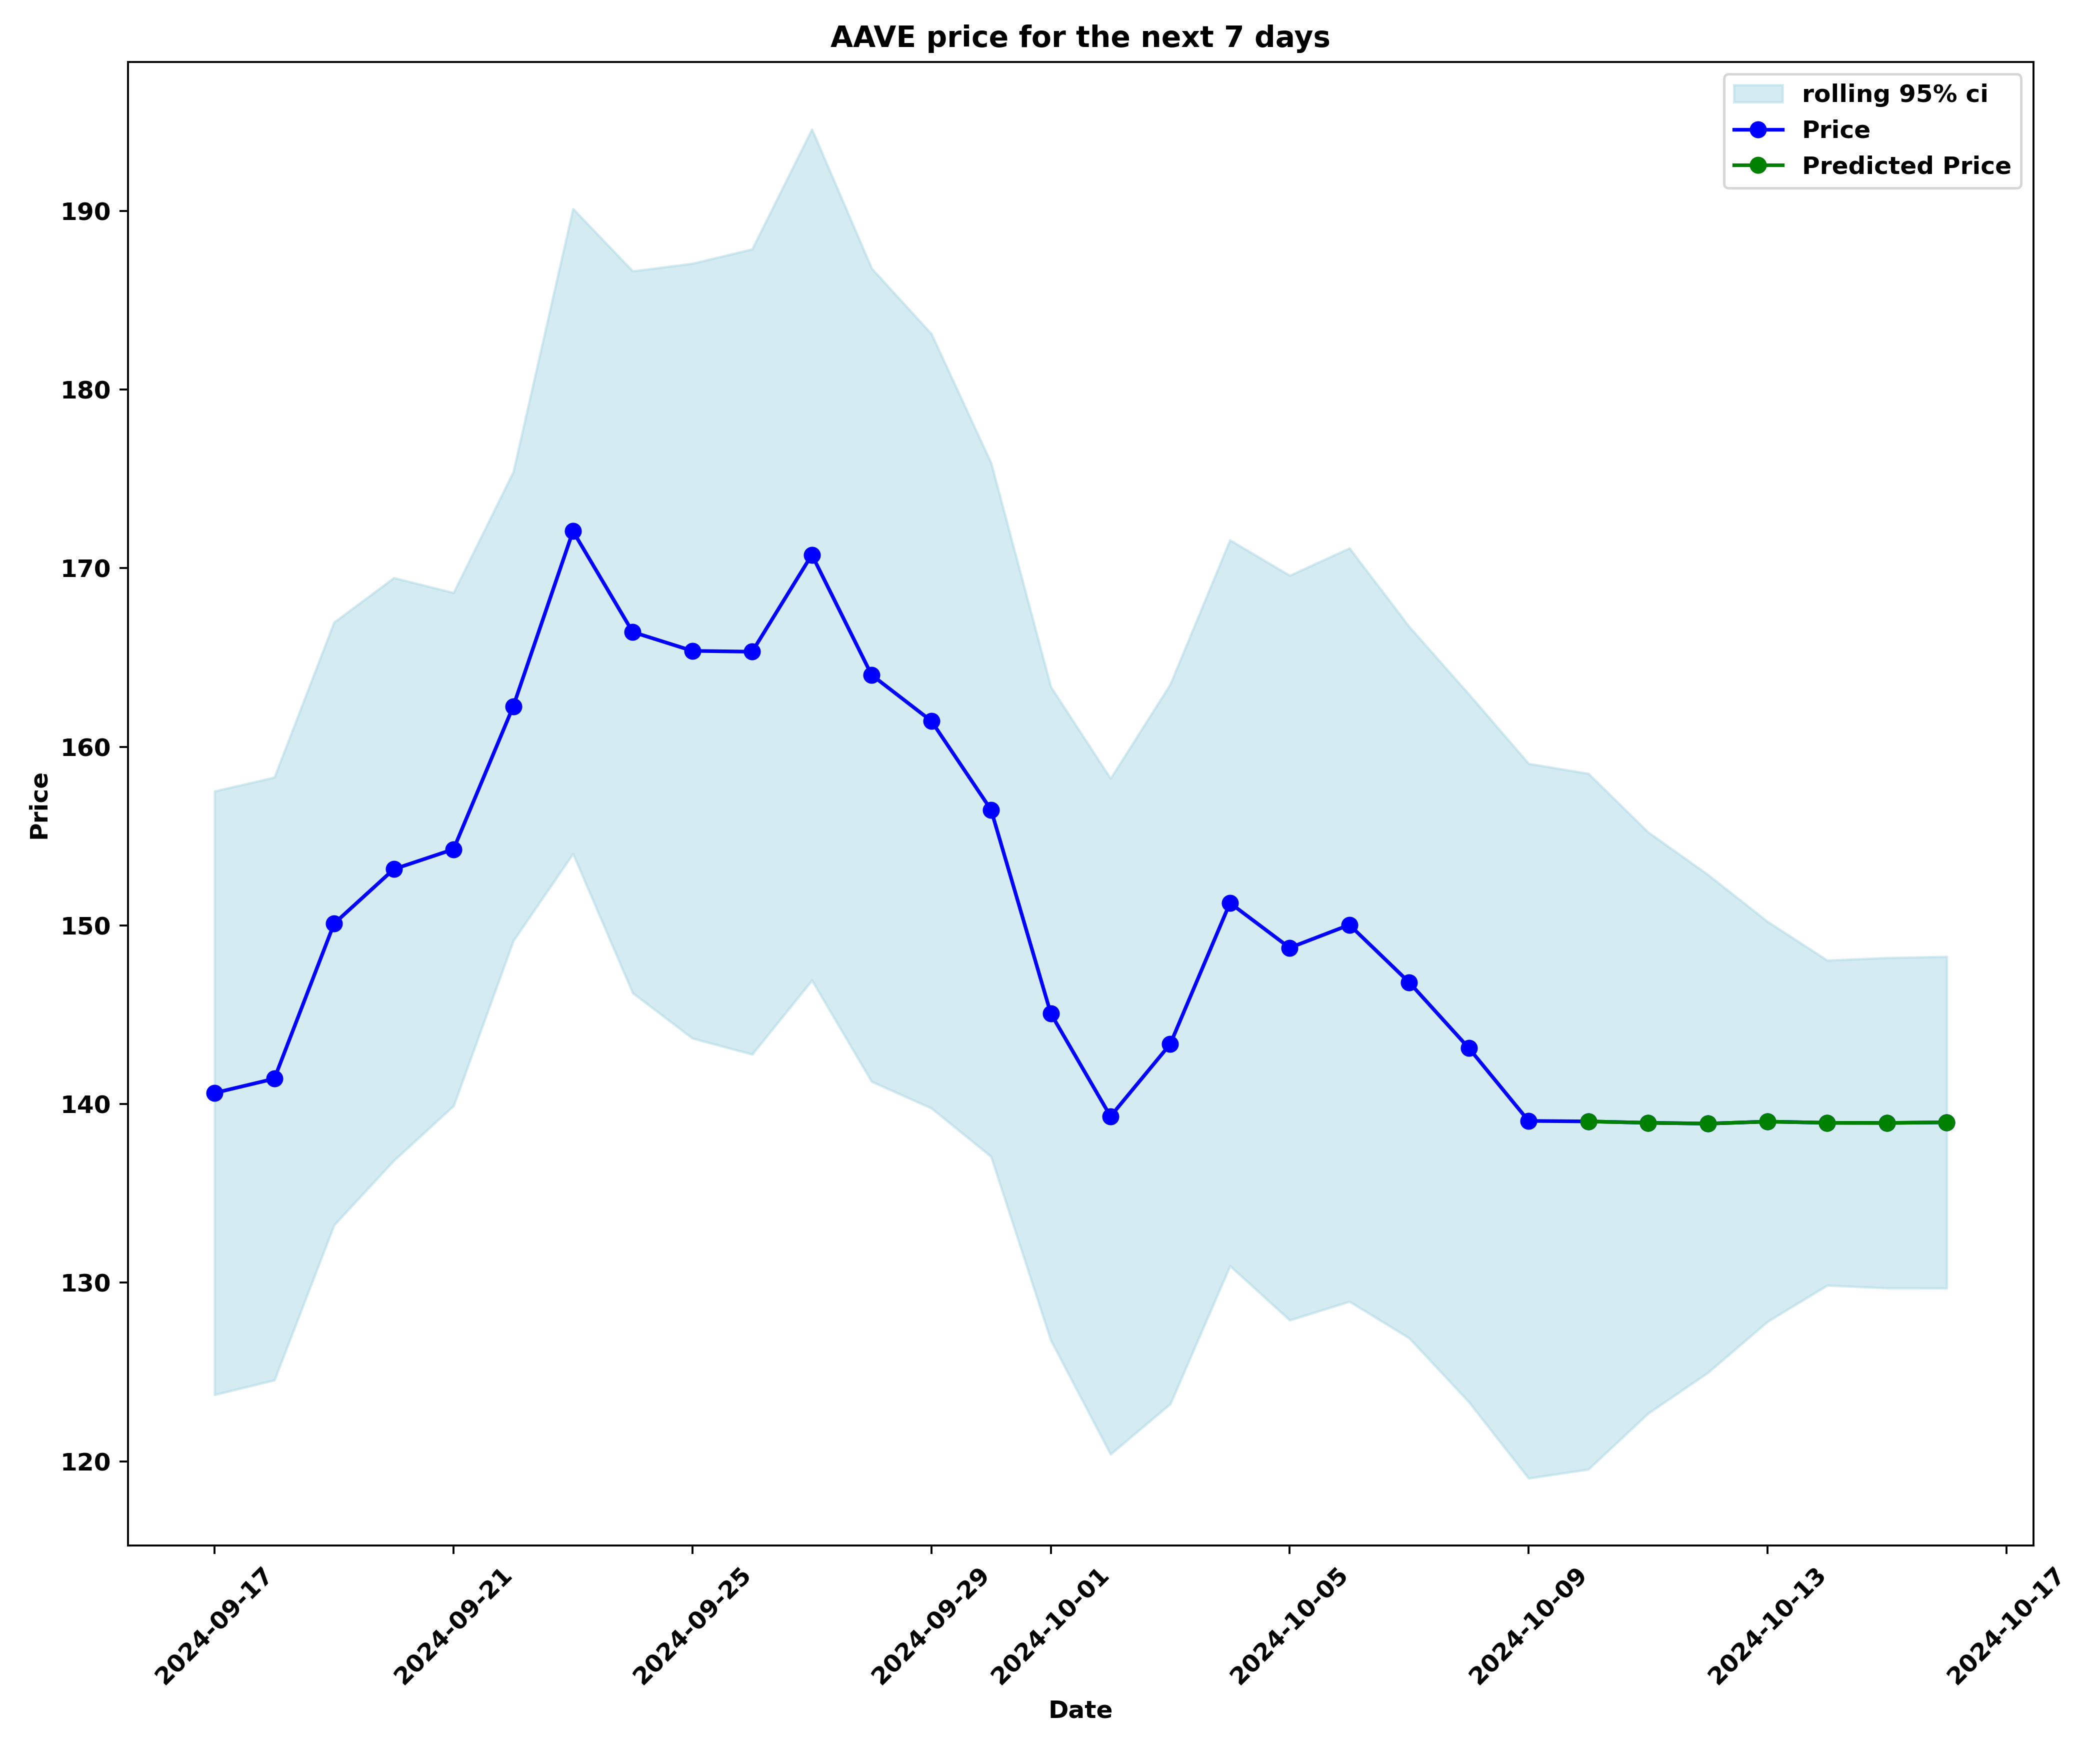 AAVE price for the next 7 days
rolling 95% ci
Price
Predicted Price
190
180
170
160
150
140
130
120
Price
2024-09-17
2024-09-21
2024-09-25
2024-09-29
2024-10-01
2024-10-05
2024-10-09
2024-10-13
2024-10-17
Date